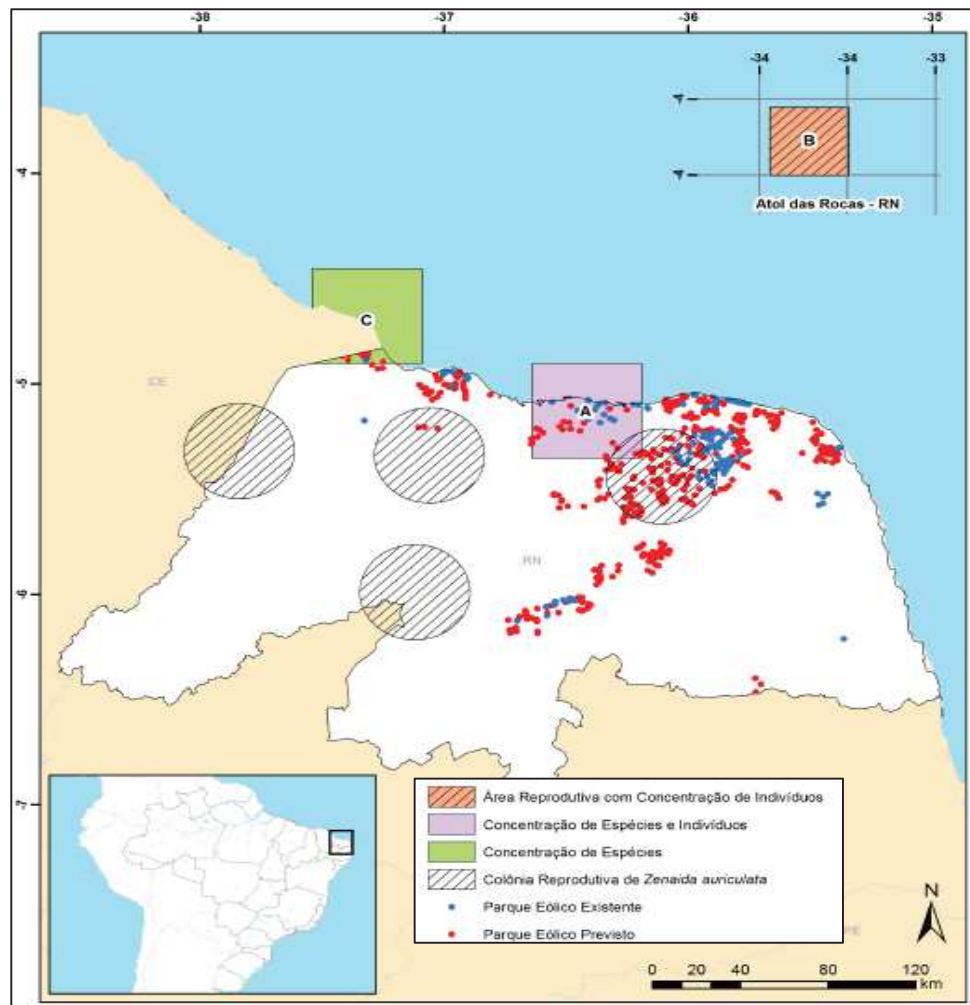 -38 -37 -36 -35
-34 -34 -33
-4
-4
B
Atol das Rocas - RN
-4
C
-5
A
CE
RN
-6
-7
Área Reprodutiva com Concentração de Indivíduos
Concentração de Espécies e Indivíduos
Concentração de Espécies
Colônia Reprodutiva de Zenaida auriculata
Parque Eólico Existente
Parque Eólico Previsto
PE
N
0 20 40 80 120
km